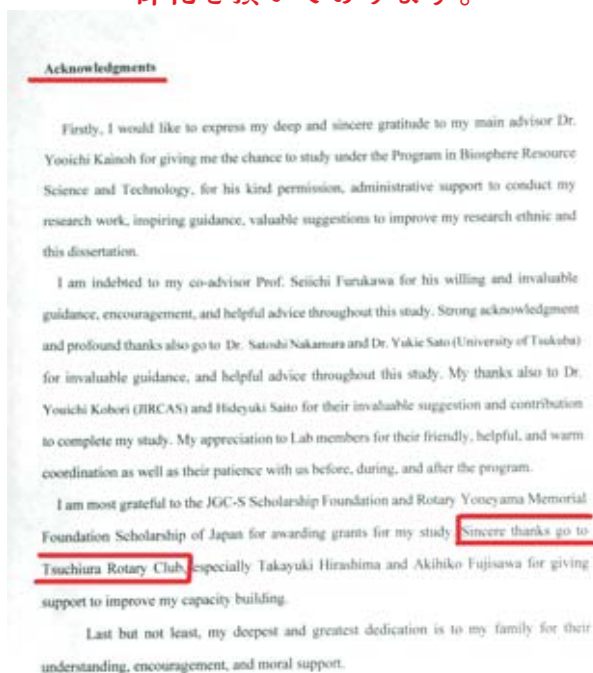 御礼を頂いております。
Acknowledgments
Firstly, I would like to express my deep and sincere gratitude to my main advisor Dr.
Yooichi Kainoh for giving me the chance to study under the Program in Biosphere Resource
Science and Technology, for his kind permission, administrative support to conduct my
research work, inspiring guidance, valuable suggestions to improve my research ethnic and
this dissertation.
I am indebted to my co-advisor Prof. Seiichi Furukawa for his willing and invaluable
guidance, encouragement, and helpful advice throughout this study. Strong acknowledgment
and profound thanks also go to Dr. Satoshi Nakamura and Dr. Yukie Sato (University of Tsukuba)
for invaluable guidance, and helpful advice throughout this study. My thanks also to Dr.
Youichi Kobori (JIRCAS) and Hideyuki Saito for their invaluable suggestion and contribution
to complete my study. My appreciation to Lab members for their friendly, helpful, and warm
coordination as well as their patience with us before, during, and after the program.
I am most grateful to the JGC-S Scholarship Foundation and Rotary Yoneyama Memorial
Foundation Scholarship of Japan for awarding grants for my study Sincere thanks go to
Tsuchiura Rotary Club, especially Takayuki Hirashima and Akihiko Fujisawa for giving
support to improve my capacity building.
Last but not least, my deepest and greatest dedication is to my family for their
understanding, encouragement, and moral support.